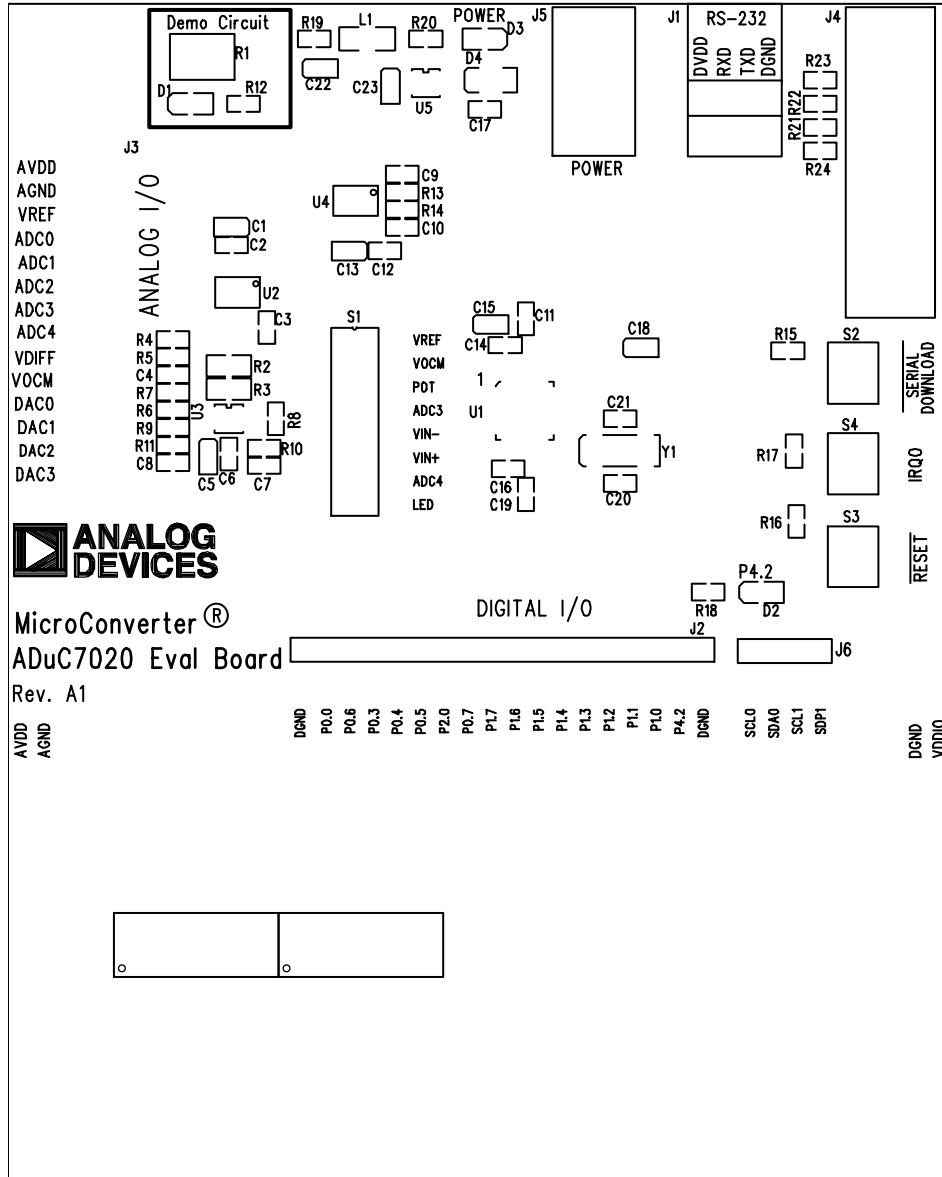 Demo Circuit
R1
D1
R12
R19
L1
R20
POWER
D3
C22
C23
U5
D4
C17
J5
POWER
J1
RS-232
DVDD
RXD
TXD
DGND
J4
R23
R22
R21
R24
J3
ANALOG I/O
AVDD
AGND
VREF
ADC0
ADC1
ADC2
ADC3
ADC4
VDIFF
VOCM
DAC0
DAC1
DAC2
DAC3
U4
C9
R13
R14
C10
C1
C2
C13
C12
U2
C3
R4
R5
C4
R7
R6
R9
R11
C8
R2
R3
U3
R8
R10
C5
C6
C7
S1
VREF
VOCM
POT
ADC3
VIN-
VIN+
ADC4
LED
C15
C11
C14
1
U1
C16
C19
C18
C21
Y1
C20
R15
S2
SERIAL
DOWNLOAD
R17
S4
IRQ0
R16
S3
RESET
P4.2
R18
D2
ANALOG
DEVICES
MicroConverter®
ADuC7020 Eval Board
Rev. A1
DIGITAL I/O
J2
J6
AVDD
AGND
DGND
P0.0
P0.6
P0.3
P0.4
P0.5
P2.0
P0.7
P1.7
P1.6
P1.5
P1.4
P1.3
P1.2
P1.1
P1.0
P4.2
DGND
SCL0
SDA0
SCL1
SDP1
DGND
VDDIO